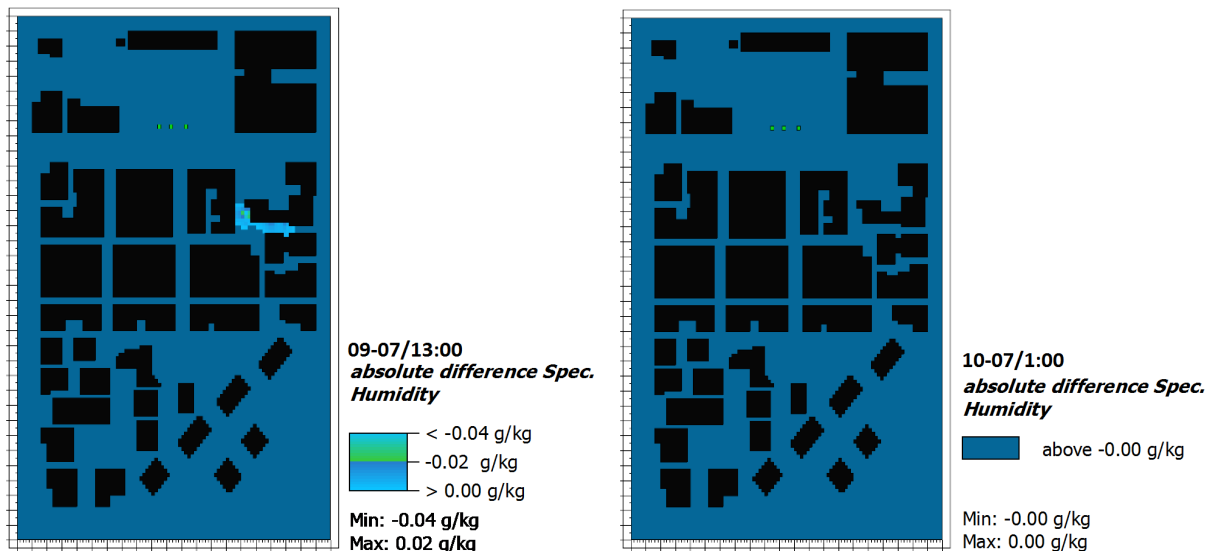 09-07/13:00
absolute difference Spec.
Humidity
< -0.04 g/kg
-0.02 g/kg
> 0.00 g/kg
Min: -0.04 g/kg
Max: 0.02 g/kg
10-07/1:00
absolute difference Spec.
Humidity
above -0.00 g/kg
Min: -0.00 g/kg
Max: 0.00 g/kg